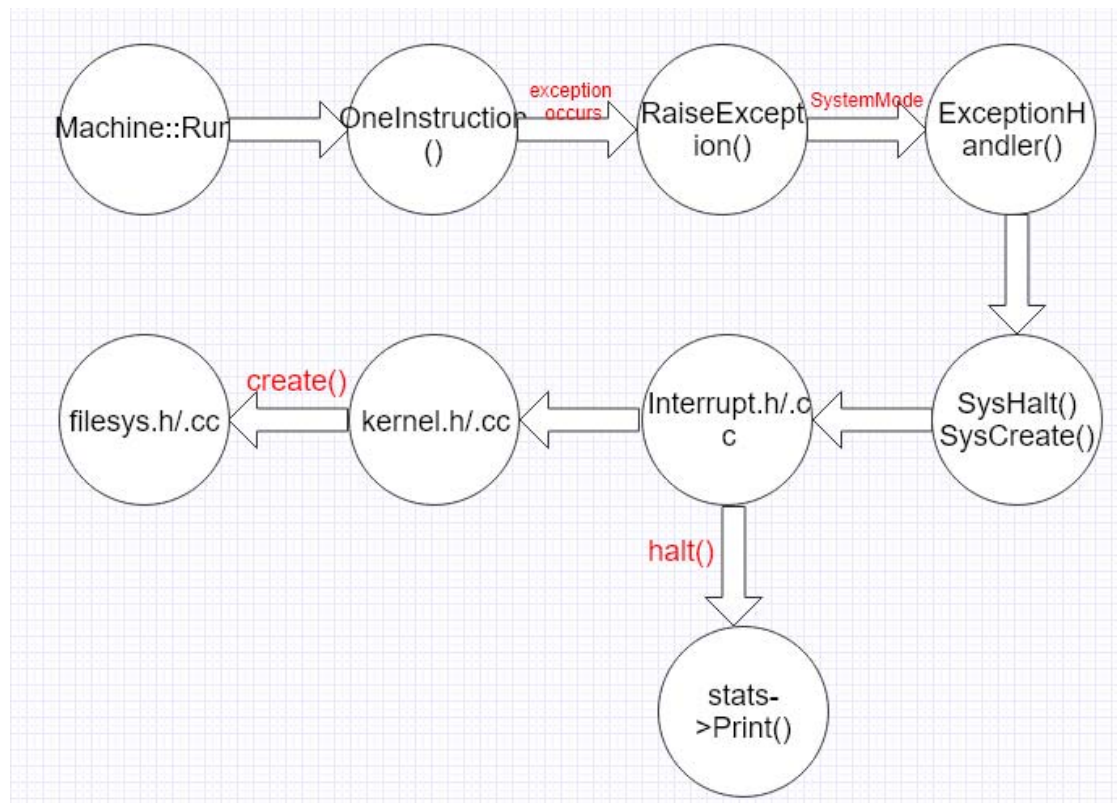 Machine::Run
OneInstruction
()
exception
occurs
RaiseExcept
ion()
SystemMode
ExceptionH
andler()
filesys.h/.cc
create()
kernel.h/.cc
Interrupt.h/.c
c
SysHalt()
SysCreate()
halt()
stats-
>Print()